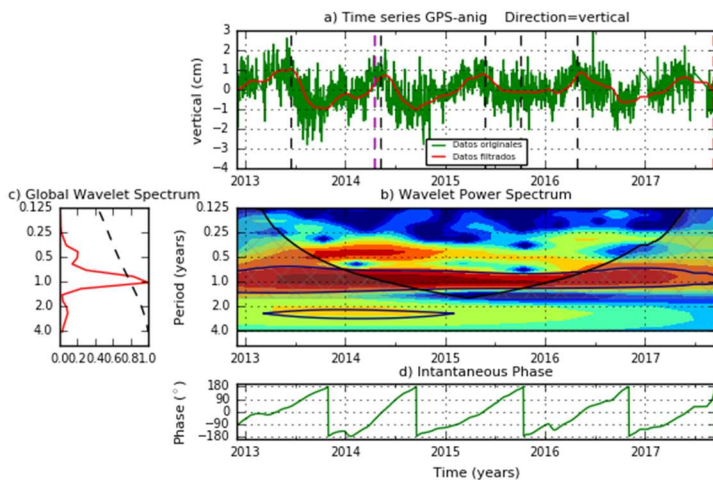 a) Time series GPS-anig Direction=vertical
vertical (cm)
3
2
1
0
−1
−2
−3
−4
Datos originales
Datos filtrados
2013 2014 2015 2016 2017
c) Global Wavelet Spectrum
0.125
0.25
0.5
1.0
2.0
4.0
0.00.20.40.60.81.0
b) Wavelet Power Spectrum
Period (years)
0.125
0.25
0.5
1.0
2.0
4.0
2013 2014 2015 2016 2017
d) Intantaneous Phase
Phase (°)
180
90
0
−90
−180
2013 2014 2015 2016 2017
Time (years)